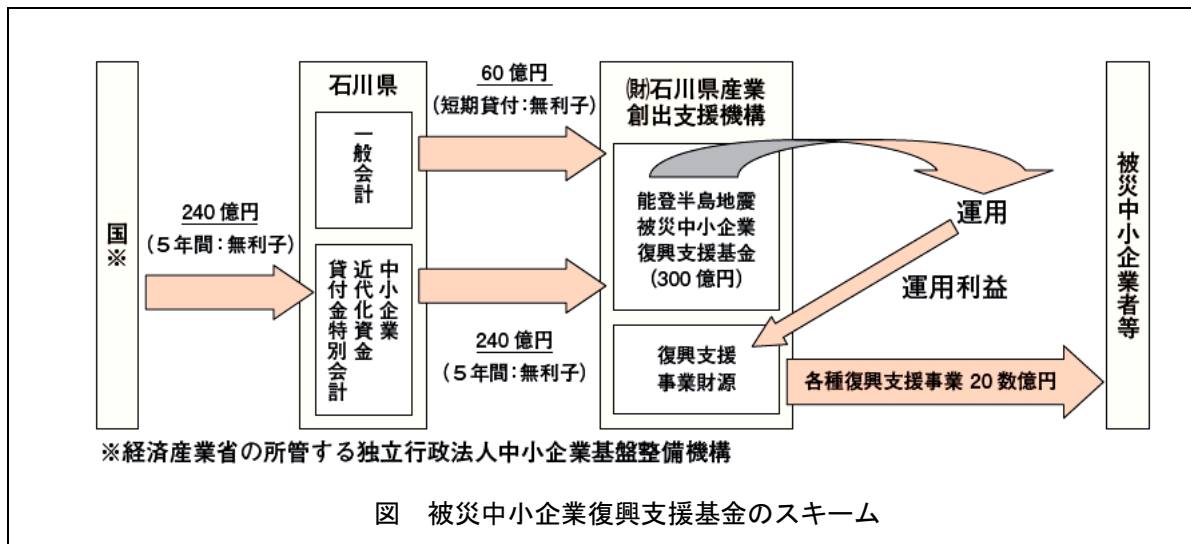 国※
240億円
(5年間:無利子)
石川県
一般会計
中小企業
近代化資金
貸付金特別会計
60億円
(短期貸付:無利子)
240億円
(5年間:無利子)
㈶石川県産業
創出支援機構
能登半島地震
被災中小企業
復興支援基金
(300億円)
復興支援
事業財源
運用
運用利益
各種復興支援事業 20数億円
被災中小企業者等
※経済産業省の所管する独立行政法人中小企業基盤整備機構
図 被災中小企業復興支援基金のスキーム